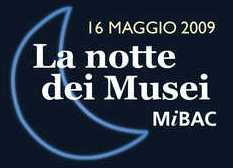 16 MAGGIO 2009
La notte
dei Musei
MiBAC